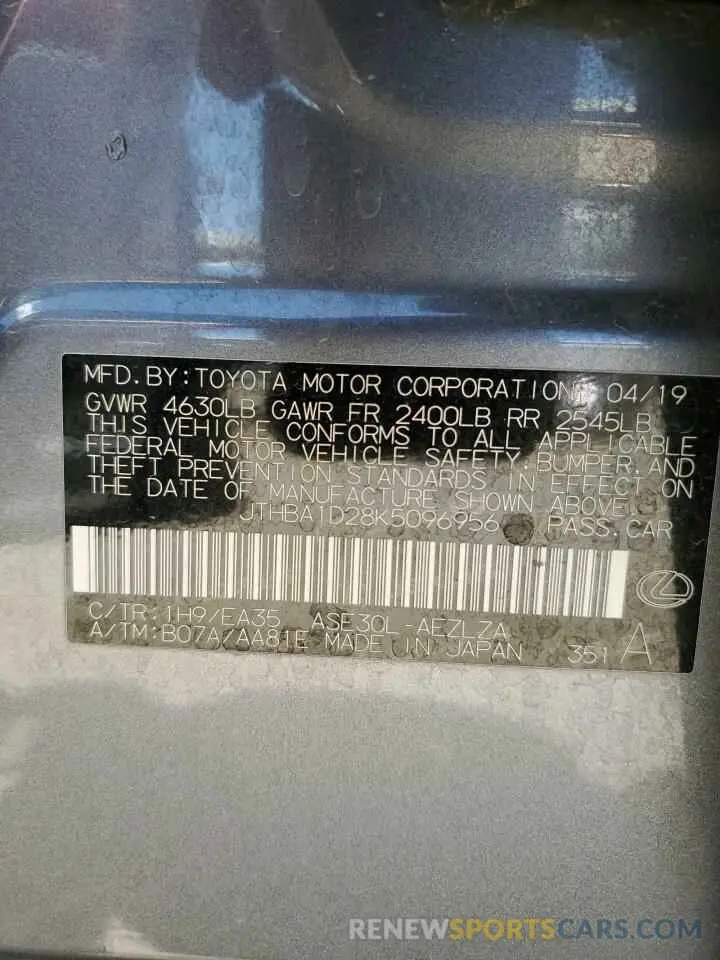 MFD.BY:TOYOTA MOTOR CORPORATION 04/19
GVWR 4630LB GAWR FR 2400LB RR 2545LB
THIS VEHICLE CONFORMS TO ALL APPLICABLE
FEDERAL MOTOR VEHICLE SAFETY,BUMPER,AND
THEFT PREVENTION STANDARDS IN EFFECT ON
THE DATE OF MANUFACTURE SHOWN ABOVE.
JTHBA1D28K5096956 PASS.CAR
C/TR:1H9/EA35 ASE30L-AEZLZA
A/TM:B07A/AA81E MADE IN JAPAN 351 A
RENEWSPORTSCARS.COM